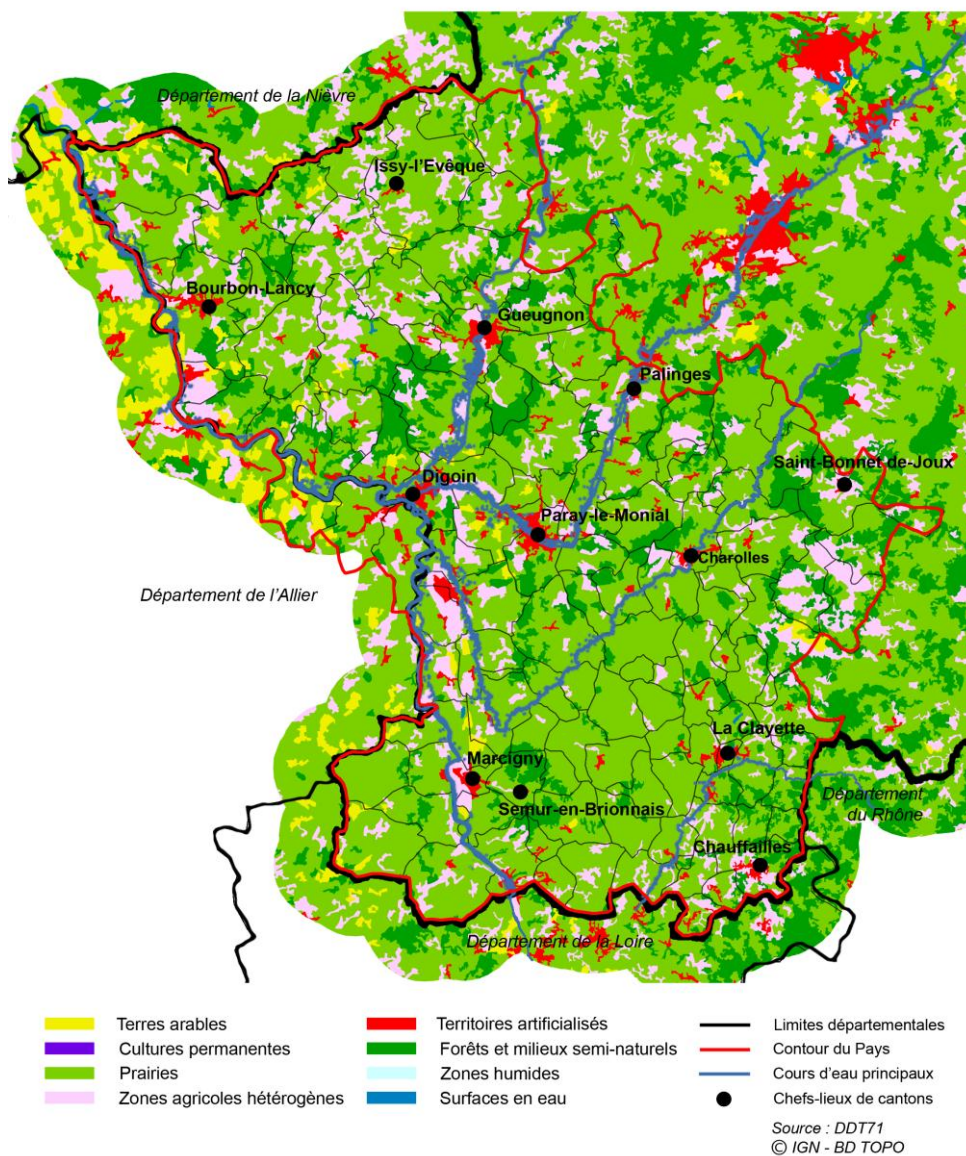 Département de la Nièvre
Issy-l'Evêque
Bourbon-Lancy
Gueugnon
Palinges
Saint-Bonnet-de-Joux
Digoin
Paray-le-Monial
Charolles
Département de l'Allier
La Clayette
Marcigny
Semur-en-Brionnais
Département
du Rhône
Chauffailles
Département de la Loire
Terres arables
Cultures permanentes
Prairies
Zones agricoles hétérogènes
Territoires artificialisés
Forêts et milieux semi-naturels
Zones humides
Surfaces en eau
Limites départementales
Contour du Pays
Cours d'eau principaux
Chefs-lieux de cantons
Source : DDT71
© IGN - BD TOPO